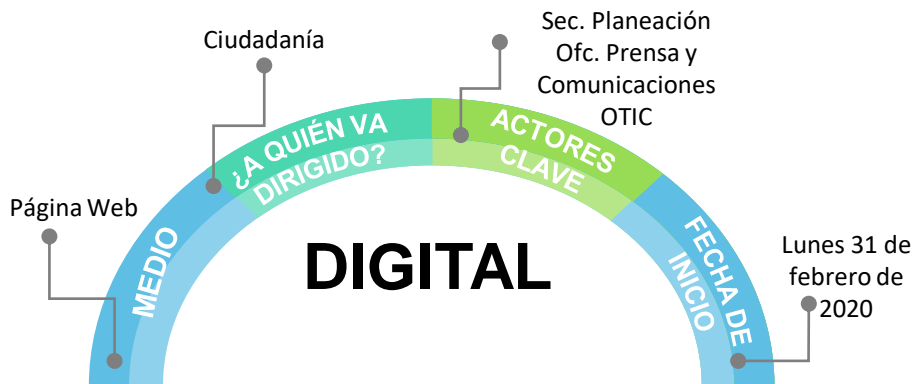 Ciudadanía
Sec. Planeación
Ofc. Prensa y
Comunicaciones
OTIC
¿A QUIÉN VA
DIRIGIDO?
ACTORES
CLAVE
Página Web
MEDIO
DIGITAL
FECHA DE
INICIO
Lunes 31 de
febrero de
2020